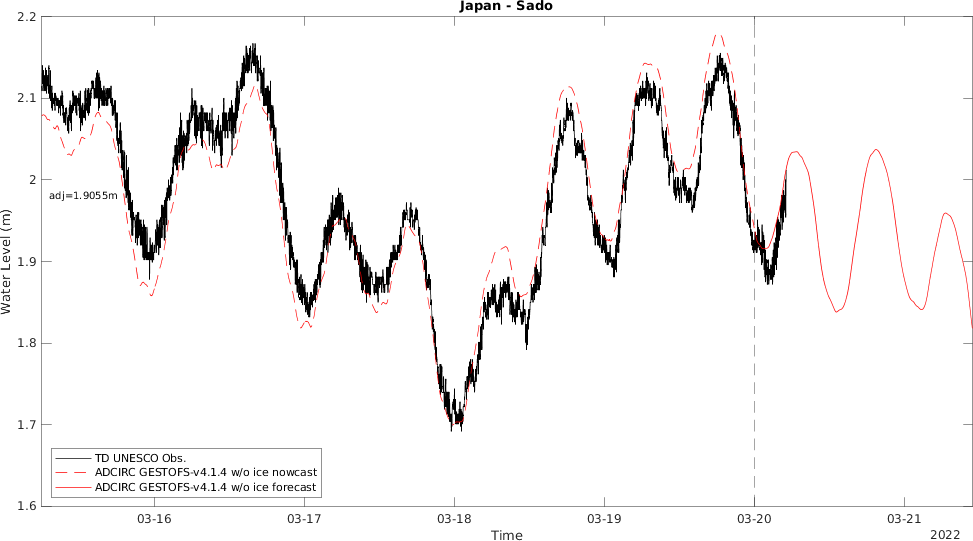 Japan - Sado
2.2
2.1
2
1.9
1.8
1.7
1.6
Water Level (m)
adj=1.9055m
TD UNESCO Obs.
ADCIRC GESTOFS-v4.1.4 w/o ice nowcast
ADCIRC GESTOFS-v4.1.4 w/o ice forecast
03-16 03-17 03-18 03-19 03-20 03-21
Time
2022